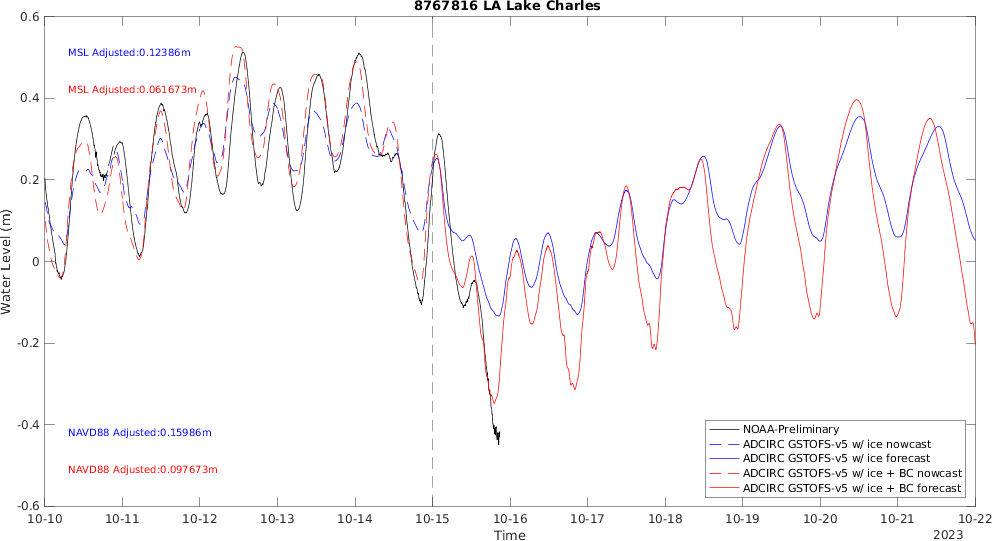 8767816 LA Lake Charles
0.6
0.4
0.2
0
-0.2
-0.4
-0.6
Water Level (m)
MSL Adjusted:0.12386m
MSL Adjusted:0.061673m
NAVD88 Adjusted:0.15986m
NAVD88 Adjusted:0.097673m
NOAA-Preliminary
ADCIRC GSTOFS-v5 w/ ice nowcast
ADCIRC GSTOFS-v5 w/ ice forecast
ADCIRC GSTOFS-v5 w/ ice + BC nowcast
ADCIRC GSTOFS-v5 w/ ice + BC forecast
10-10 10-11 10-12 10-13 10-14 10-15 10-16 10-17 10-18 10-19 10-20 10-21 10-22
Time
2023